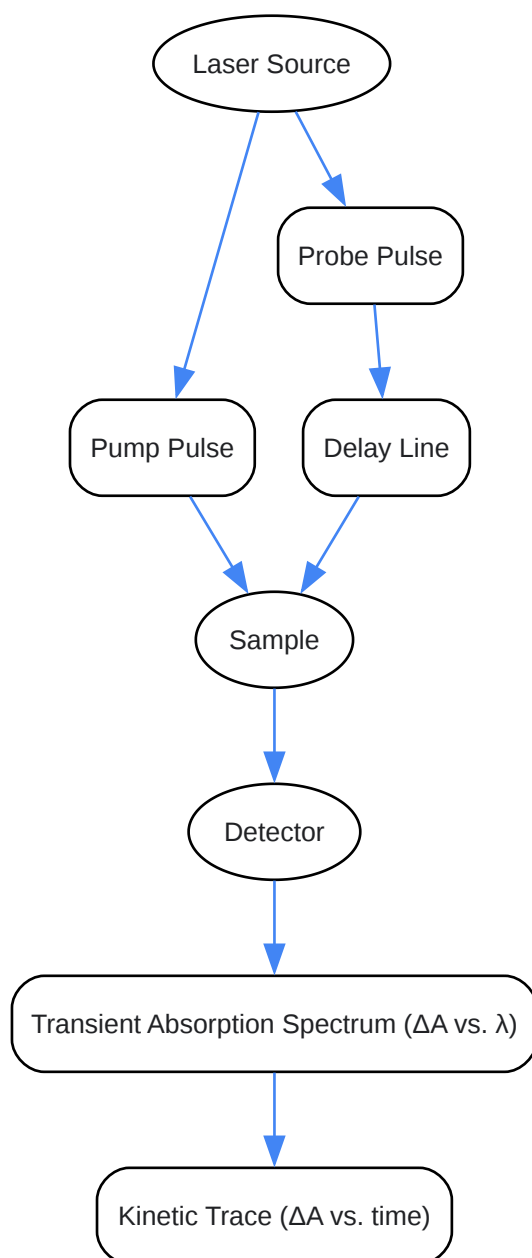 Laser Source
Probe Pulse
Pump Pulse
Delay Line
Sample
Detector
Transient Absorption Spectrum (ΔA vs. λ)
Kinetic Trace (ΔA vs. time)